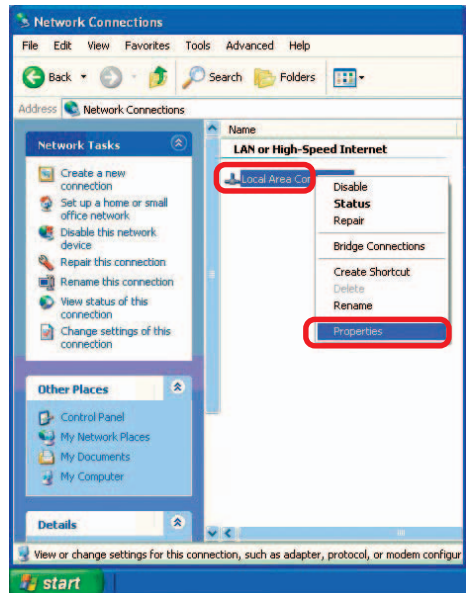 Network Connections
File Edit View Favorites Tools Advanced Help
Back Search Folders
Address Network Connections
Network Tasks
Create a new
connection
Set up a home or small
office network
Disable this network
device
Repair this connection
Rename this connection
View status of this
connection
Change settings of this
connection
Other Places
Control Panel
My Network Places
My Documents
My Computer
Details
Name
LAN or High-Speed Internet
Local Area Co
Disable
Status
Repair
Bridge Connections
Create Shortcut
Delete
Rename
Properties
View or change settings for this connection, such as adapter, protocol, or modem configur
start